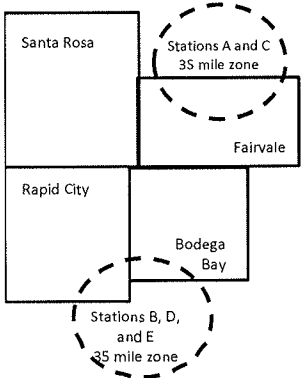 Santa Rosa
Stations A and C
35 mile zone
Fairvale
Rapid City
Bodega
Bay
Stations B, D,
and E
35 mile zone